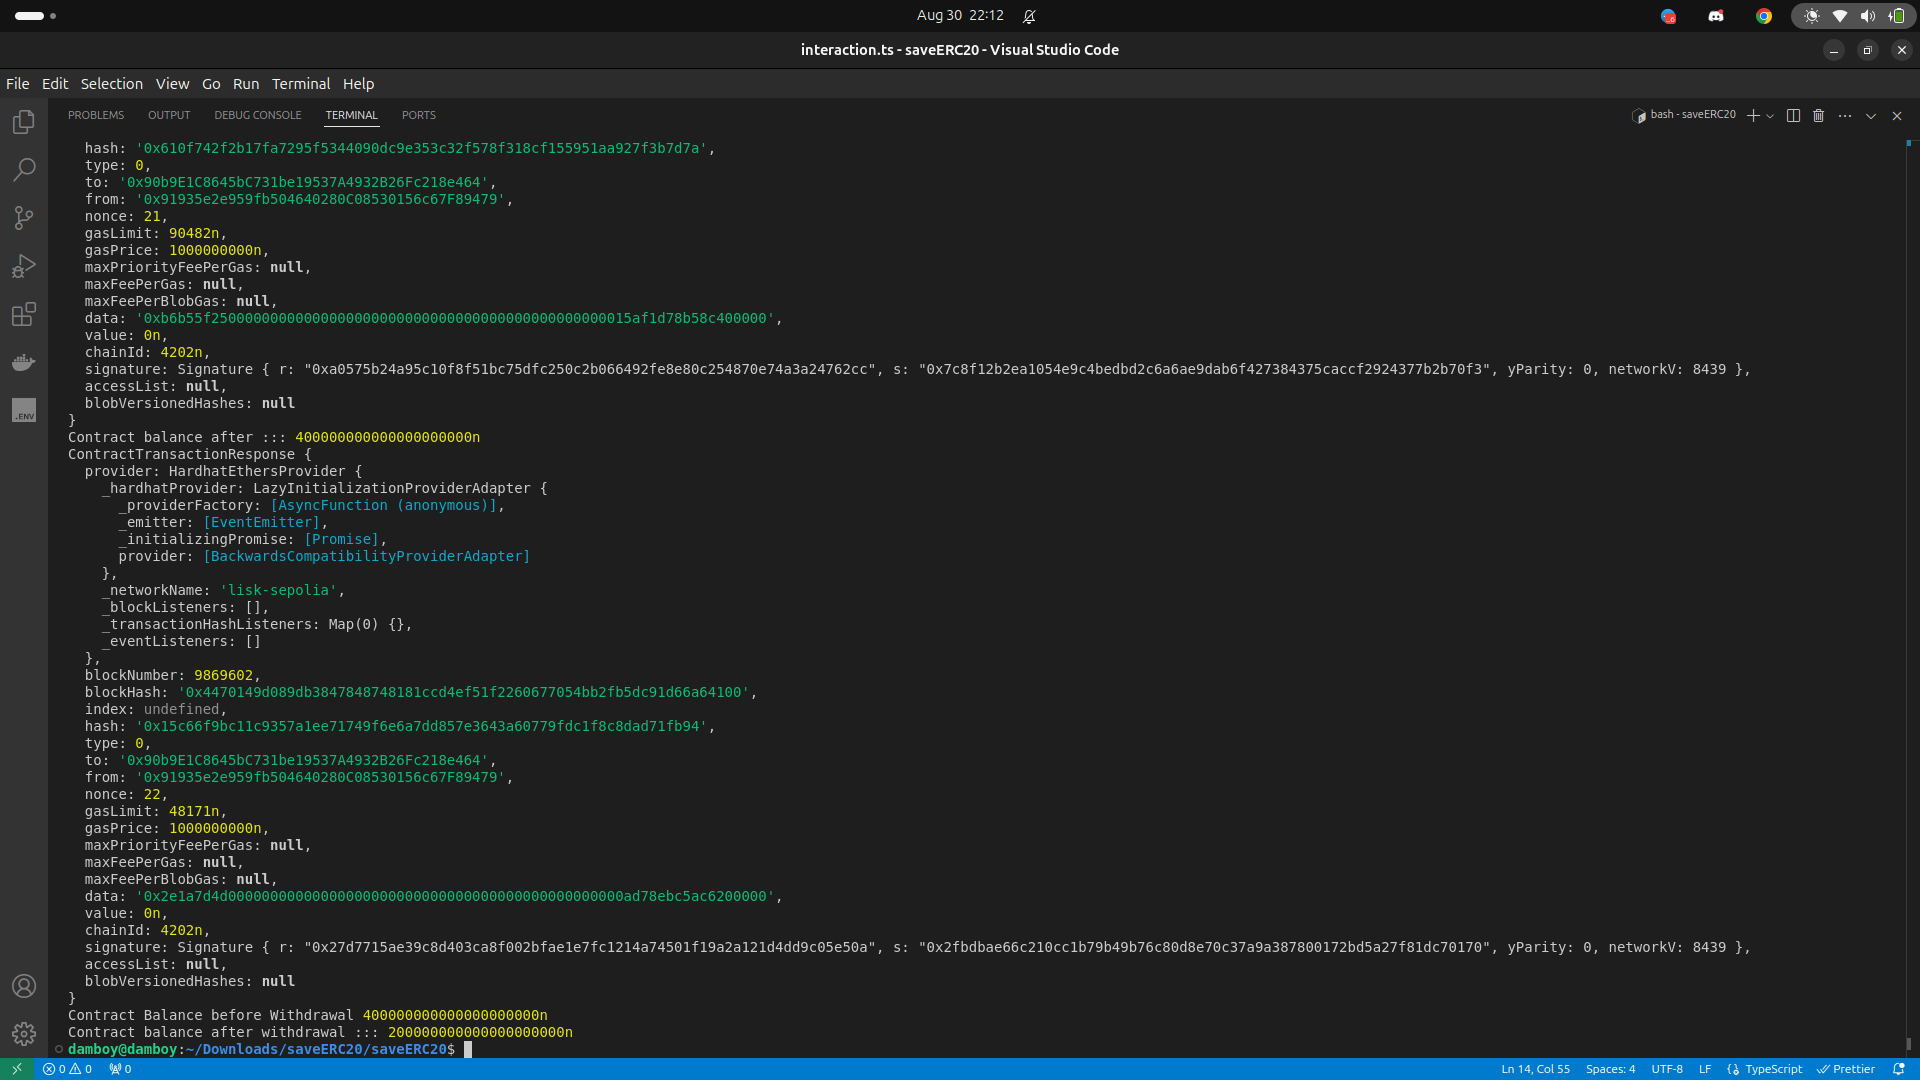 Aug 30 22:12
interaction.ts - saveERC20 - Visual Studio Code
File Edit Selection View Go Run Terminal Help
PROBLEMS OUTPUT DEBUG CONSOLE TERMINAL PORTS
bash - saveERC20
hash: '0x610f742f2b17fa7295f5344090dc9e353c32f578f318cf155951aa927f3b7d7a',
type: 0,
to: '0x90b9E1C8645bC731be19537A4932B26Fc218e464',
from: '0x91935e2e959fb504640280C08530156c67F89479',
nonce: 21,
gasLimit: 90482n,
gasPrice: 1000000000n,
maxPriorityFeePerGas: null,
maxFeePerGas: null,
maxFeePerBlobGas: null,
data: '0xb6b55f250000000000000000000000000000000000000000000000015af1d78b58c400000',
value: 0n,
chainId: 4202n,
signature: Signature { r: "0xa0575b24a95c10f8f51bc75dfc250c2b066492fe8e80c254870e74a3a24762cc", s: "0x7c8f12b2ea1054e9c4bedbd2c6a6ae9dab6f427384375caccf2924377b2b70f3", yParity: 0, networkV: 8439 },
accessList: null,
blobVersionedHashes: null
}
Contract balance after ::: 400000000000000000000n
ContractTransactionResponse {
provider: HardhatEthersProvider {
_hardhatProvider: LazyInitializationProviderAdapter {
_providerFactory: [AsyncFunction (anonymous)],
_emitter: [EventEmitter],
_initializingPromise: [Promise],
provider: [BackwardsCompatibilityProviderAdapter]
},
_networkName: 'lisk-sepolia',
_blockListeners: [],
_transactionHashListeners: Map(0) {},
_eventListeners: []
},
blockNumber: 9869602,
blockHash: '0x4470149d089db3847848748181ccd4ef51f2260677054bb2fb5dc91d66a64100',
index: undefined,
hash: '0x15c66f9bc11c9357a1ee71749f6e6a7dd857e3643a60779fdc1f8c8dad71fb94',
type: 0,
to: '0x90b9E1C8645bC731be19537A4932B26Fc218e464',
from: '0x91935e2e959fb504640280C08530156c67F89479',
nonce: 22,
gasLimit: 48171n,
gasPrice: 1000000000n,
maxPriorityFeePerGas: null,
maxFeePerGas: null,
maxFeePerBlobGas: null,
data: '0x2e1a7d4d00000000000000000000000000000000000000000000000ad78ebc5ac6200000',
value: 0n,
chainId: 4202n,
signature: Signature { r: "0x27d7715ae39c8d403ca8f002bfae1e7fc1214a74501f19a2a121d4dd9c05e50a", s: "0x2fbdbae66c210cc1b79b49b76c80d8e70c37a9a387800172bd5a27f81dc70170", yParity: 0, networkV: 8439 },
accessList: null,
blobVersionedHashes: null
}
Contract Balance before Withdrawal 400000000000000000000n
Contract balance after withdrawal ::: 200000000000000000000n
damboy@damboy:~/Downloads/saveERC20/saveERC20$
0 0 0 Ln 14, Col 55 Spaces: 4 UTF-8 LF TypeScript Prettier